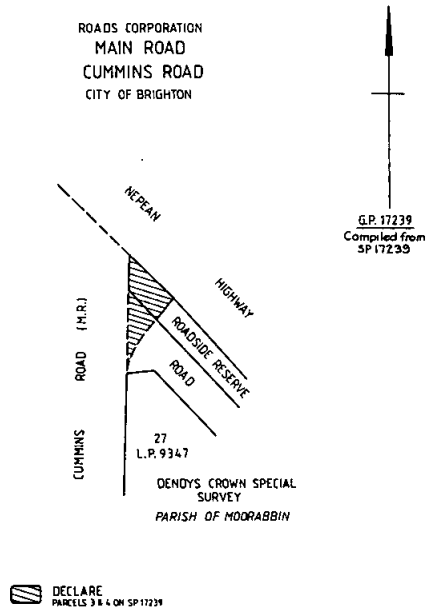 ROADS CORPORATION
MAIN ROAD
CUMMINS ROAD
CITY OF BRIGHTON
G.P. 17239
Compiled from
SP 17239
NEPEAN
HIGHWAY
ROADSIDE RESERVE
ROAD
CUMMINS ROAD (M.R.)
27
L.P. 9347
DENDYS CROWN SPECIAL
SURVEY
PARISH OF MOORABBIN
DECLARE
PARCELS 3 & 4 ON SP 17239